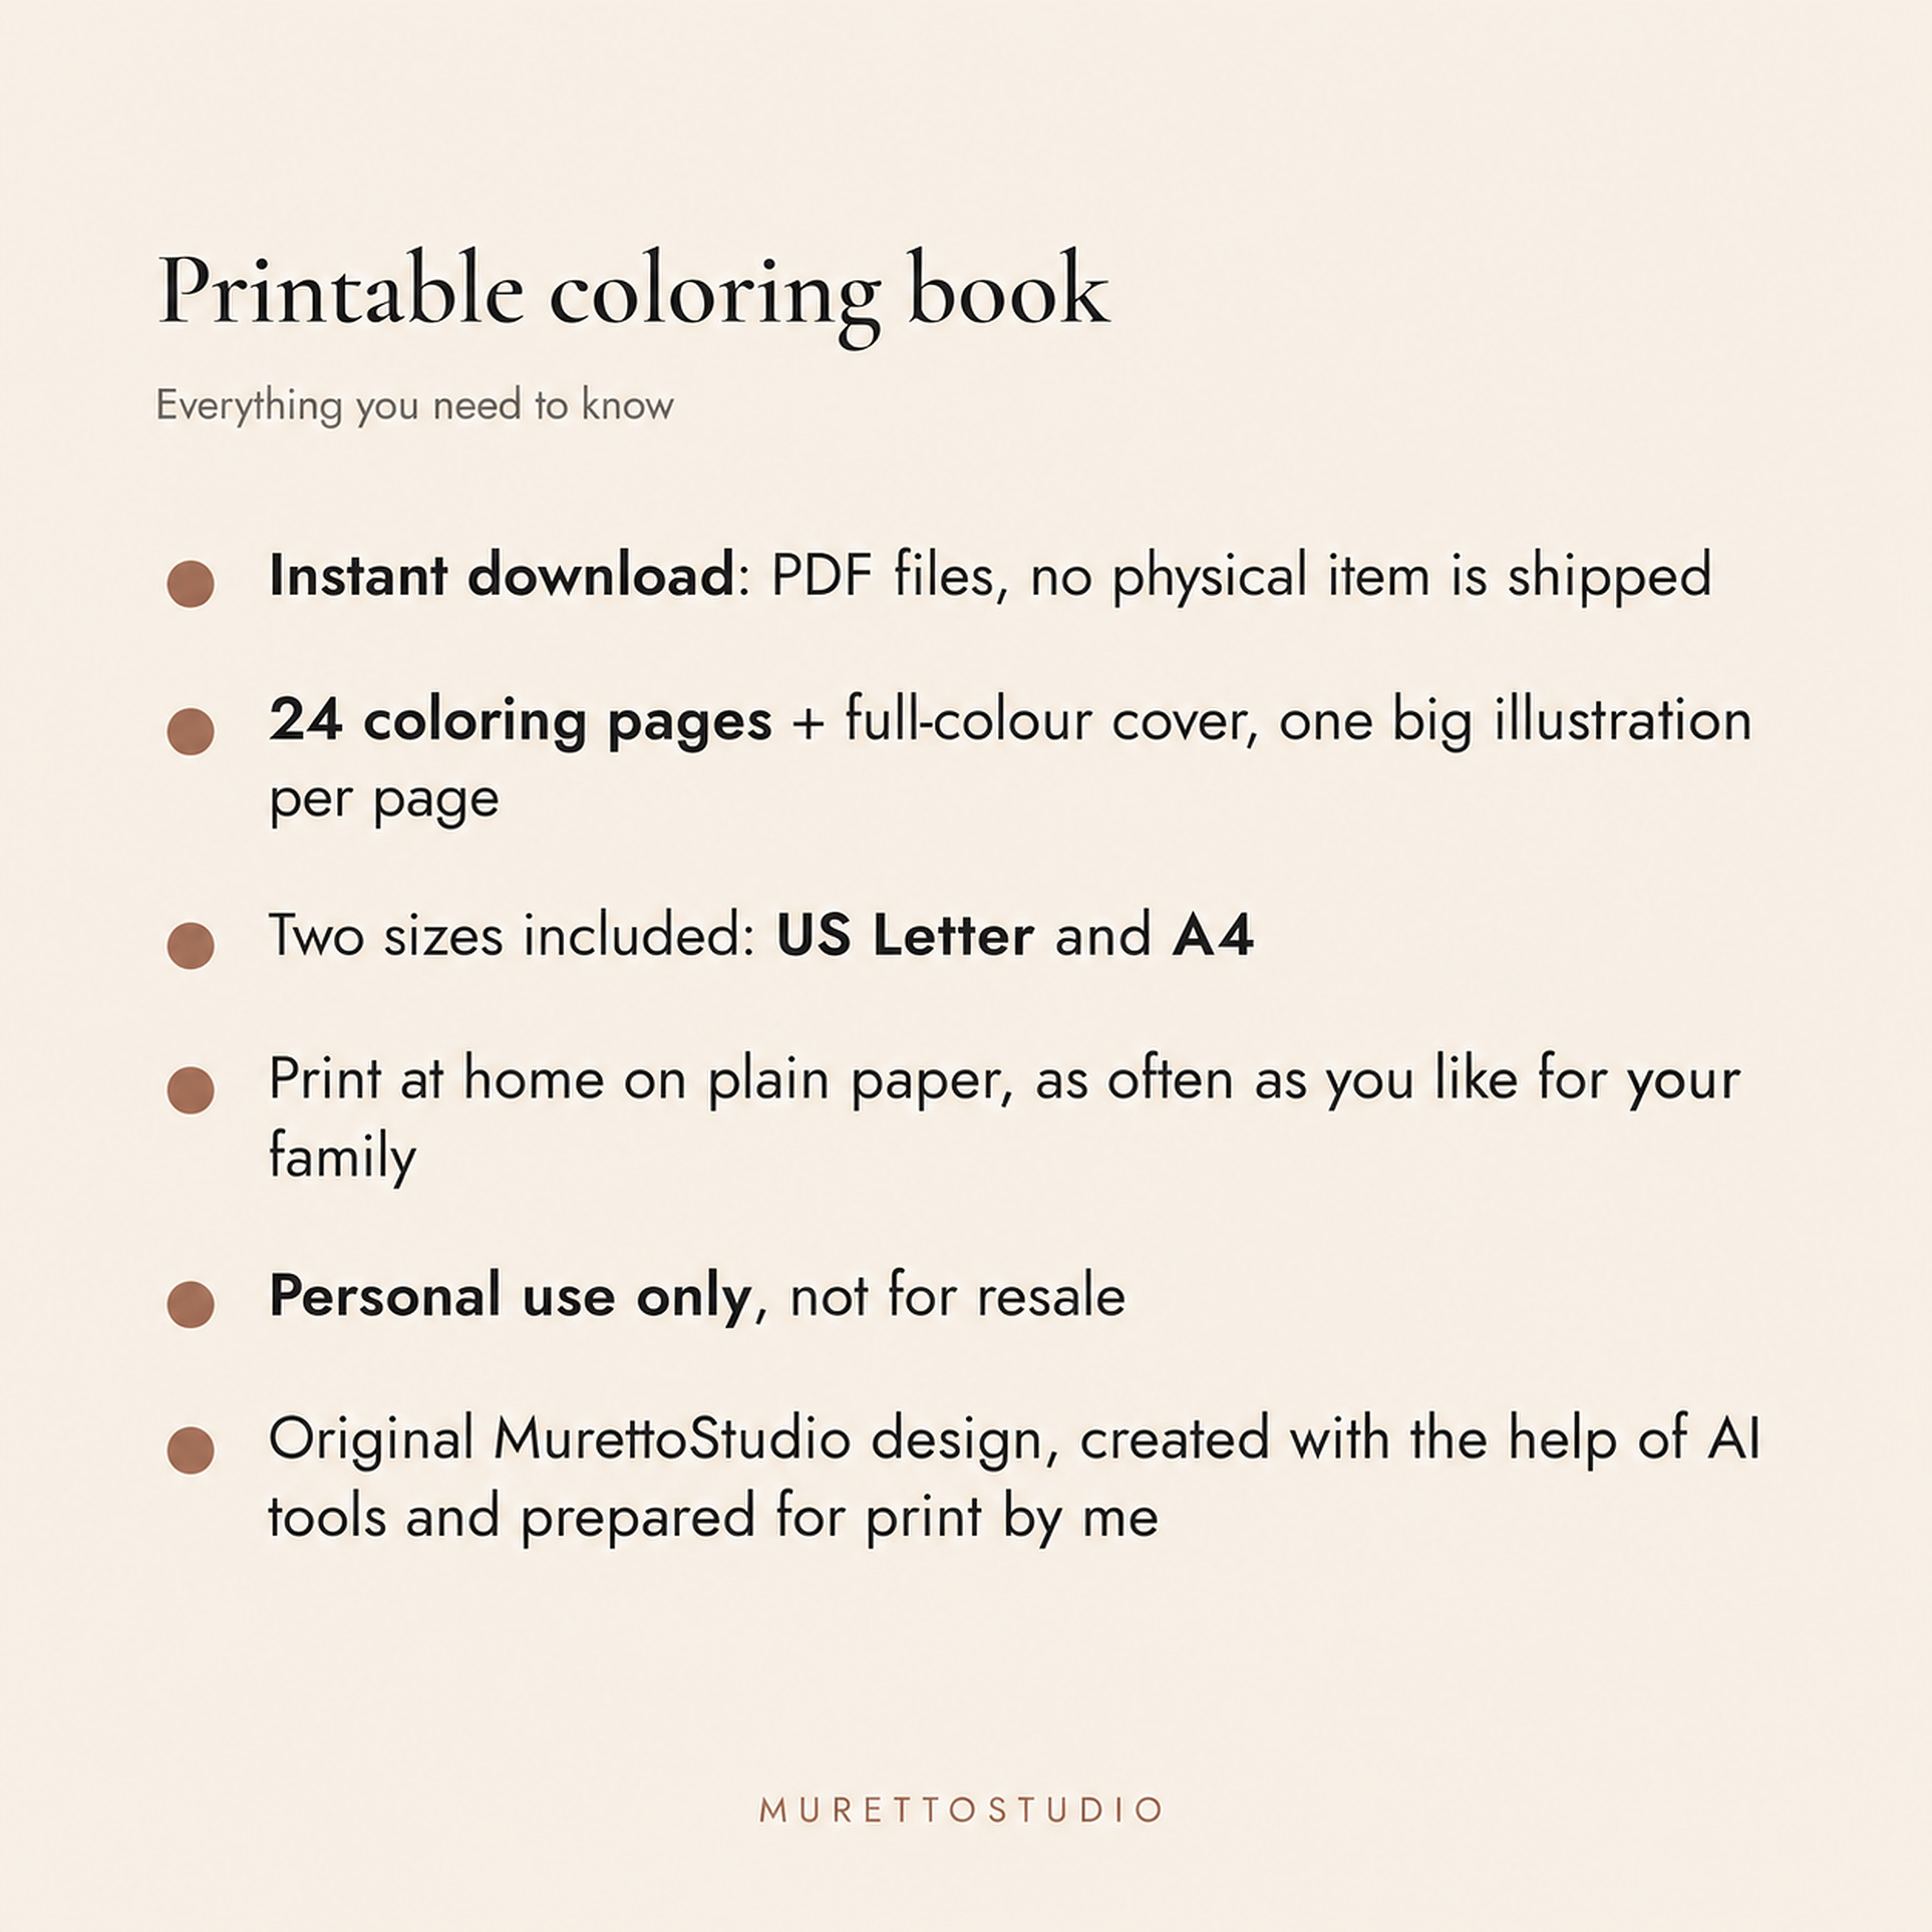 Printable coloring book
Everything you need to know
Instant download: PDF files, no physical item is shipped
24 coloring pages + full-colour cover, one big illustration
per page
Two sizes included: US Letter and A4
Print at home on plain paper, as often as you like for your
family
Personal use only, not for resale
Original MurettoStudio design, created with the help of AI
tools and prepared for print by me
MURETTOSTUDIO